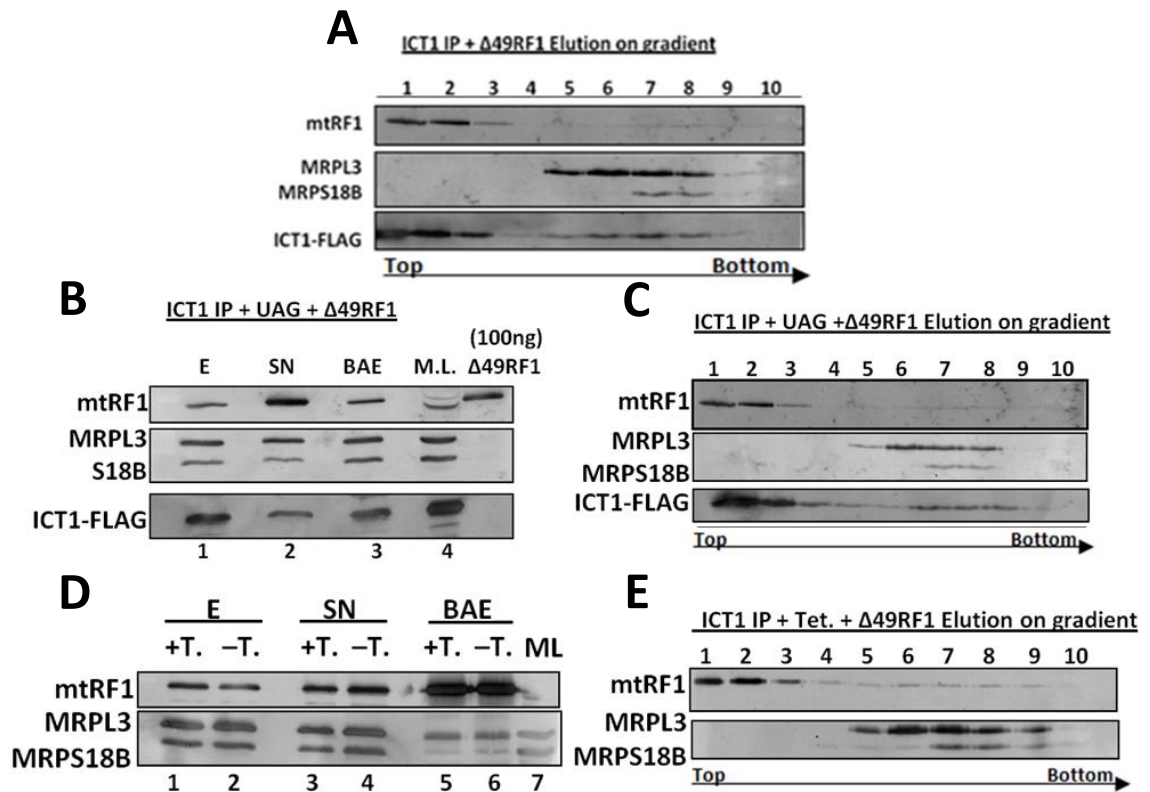 A
ICT1 IP + Δ49RF1 Elution on gradient
1 2 3 4 5 6 7 8 9 10
mtRF1
MRPL3
MRPS18B
ICT1-FLAG
Top Bottom
B
ICT1 IP + UAG + Δ49RF1
(100ng)
E SN BAE M.L. Δ49RF1
mtRF1
MRPL3
S18B
ICT1-FLAG
1 2 3 4
C
ICT1 IP + UAG +Δ49RF1 Elution on gradient
1 2 3 4 5 6 7 8 9 10
mtRF1
MRPL3
MRPS18B
ICT1-FLAG
Top Bottom
D
E SN BAE
+T. –T. +T. –T. +T. –T. ML
mtRF1
MRPL3
MRPS18B
1 2 3 4 5 6 7
E
ICT1 IP + Tet. + Δ49RF1 Elution on gradient
1 2 3 4 5 6 7 8 9 10
mtRF1
MRPL3
MRPS18B
Top Bottom